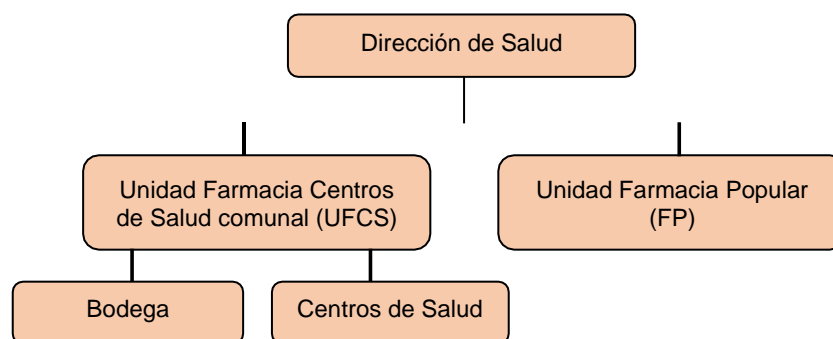 Dirección de Salud
Unidad Farmacia Centros
de Salud comunal (UFCS)
Unidad Farmacia Popular
(FP)
Bodega
Centros de Salud